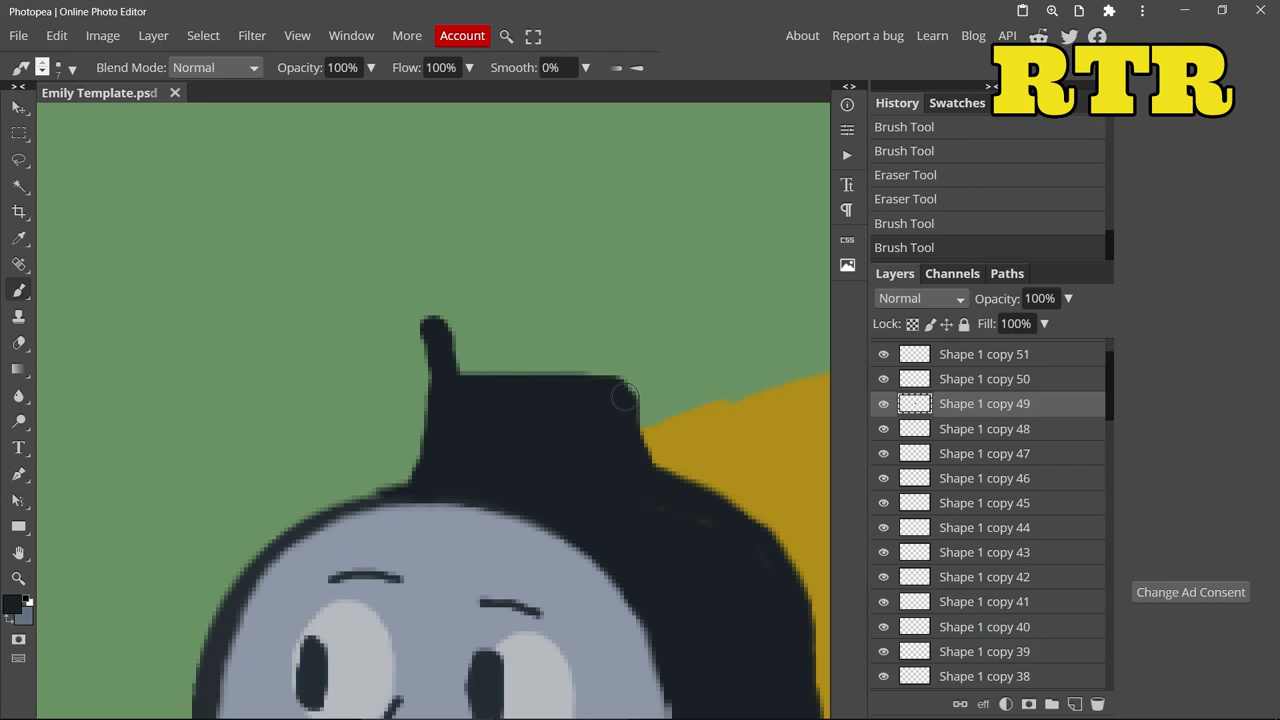 Photopea | Online Photo Editor
File Edit Image Layer Select Filter View Window More Account About Report a bug Learn Blog API
7 Blend Mode: Normal Opacity: 100% Flow: 100% Smooth: 0%
RTR
Emily Template.psd
History Swatches
Brush Tool
Brush Tool
Eraser Tool
Eraser Tool
Brush Tool
Brush Tool
CSS
Layers Channels Paths
Normal Opacity: 100%
Lock: Fill: 100%
Shape 1 copy 51
Shape 1 copy 50
Shape 1 copy 49
Shape 1 copy 48
Shape 1 copy 47
Shape 1 copy 46
Shape 1 copy 45
Shape 1 copy 44
Shape 1 copy 43
Shape 1 copy 42
Shape 1 copy 41
Shape 1 copy 40
Shape 1 copy 39
Shape 1 copy 38
Change Ad Consent
eff